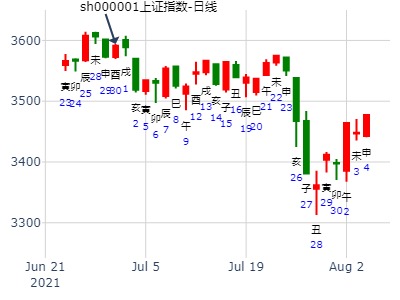 sh000001上证指数-日线
3600
3500
3400
3300
寅
23
卯
24
辰
25
未
28
申
29
酉
30
戌
1
亥
2
寅
5
卯
6
辰
7
巳
8
午
9
酉
12
戌
13
亥
14
子
15
丑
16
辰
19
巳
20
午
21
未
22
申
23
亥
26
子
27
丑
28
寅
29
卯
30
午
2
未
3
申
4
Jun 21
2021
Jul 5
Jul 19
Aug 2